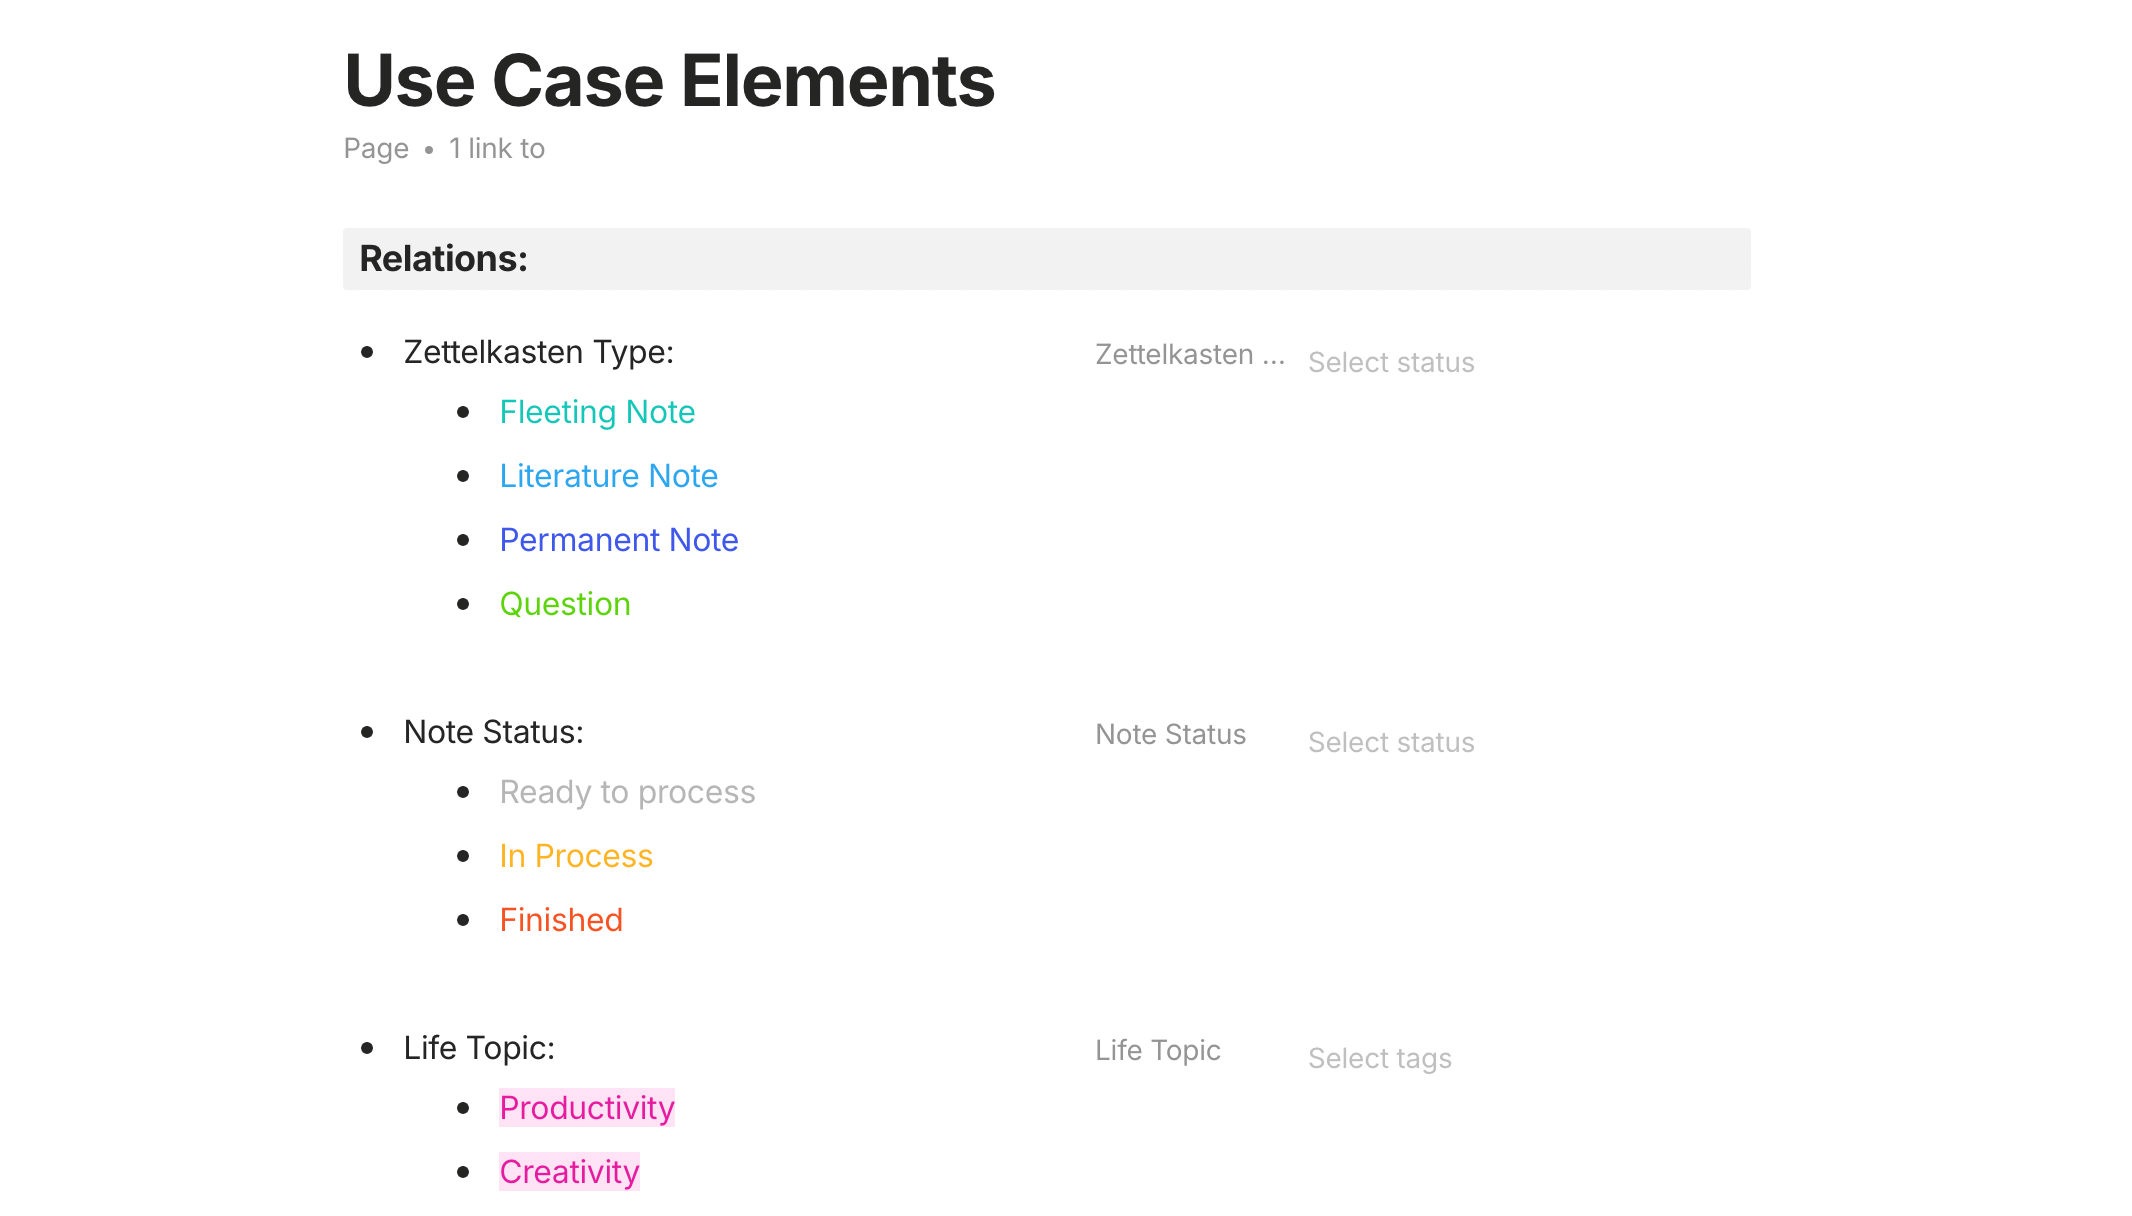 Use Case Elements
Page • 1 link to
Relations:
• Zettelkasten Type: Zettelkasten ... Select status
• Fleeting Note
• Literature Note
• Permanent Note
• Question
• Note Status: Note Status Select status
• Ready to process
• In Process
• Finished
• Life Topic: Life Topic Select tags
• Productivity
• Creativity